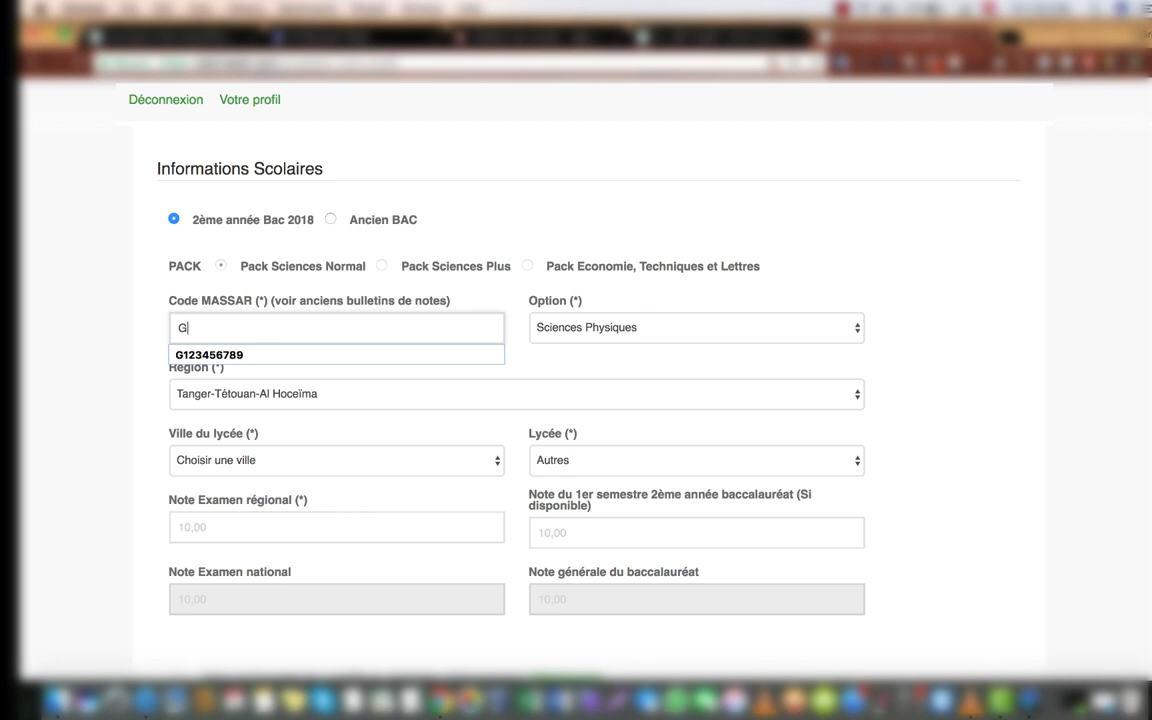 Déconnexion Votre profil
Informations Scolaires
2ème année Bac 2018 Ancien BAC
PACK Pack Sciences Normal Pack Sciences Plus Pack Economie, Techniques et Lettres
Code MASSAR (*) (voir anciens bulletins de notes) Option (*)
G Sciences Physiques
G123456789
Région (*)
Tanger-Tétouan-Al Hoceïma
Ville du lycée (*) Lycée (*)
Choisir une ville Autres
Note Examen régional (*) Note du 1er semestre 2ème année baccalauréat (Si
disponible)
10,00 10,00
Note Examen national Note générale du baccalauréat
10,00 10,00